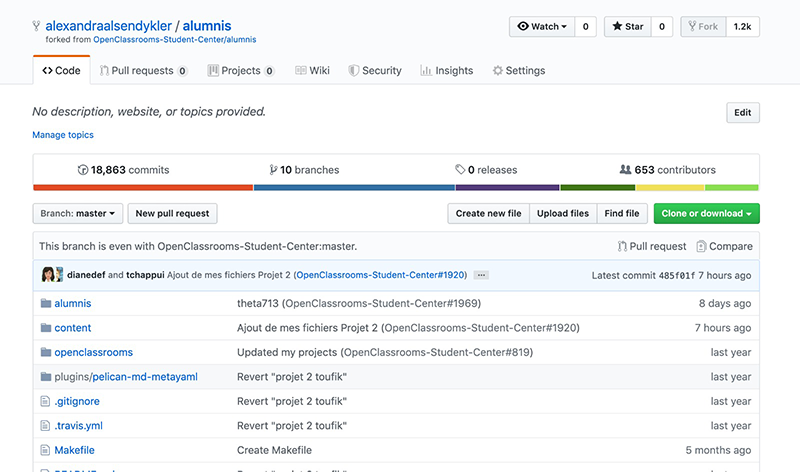 alexandraalsendykler / alumnis
forked from OpenClassrooms-Student-Center/alumnis
Watch 0 Star 0 Fork 1.2k
Code Pull requests 0 Projects 0 Wiki Security Insights Settings
No description, website, or topics provided. Edit
Manage topics
18,863 commits 10 branches 0 releases 653 contributors
Branch: master New pull request Create new file Upload files Find file Clone or download
This branch is even with OpenClassrooms-Student-Center:master. Pull request Compare
dianedef and tchappui Ajout de mes fichiers Projet 2 (OpenClassrooms-Student-Center#1920) ... Latest commit 485f01f 7 hours ago
alumnis theta713 (OpenClassrooms-Student-Center#1969) 8 days ago
content Ajout de mes fichiers Projet 2 (OpenClassrooms-Student-Center#1920) 7 hours ago
openclassrooms Updated my projects (OpenClassrooms-Student-Center#819) last year
plugins/pelican-md-metayaml Revert "projet 2 toufik" last year
.gitignore Revert "projet 2 toufik" last year
.travis.yml Revert "projet 2 toufik" last year
Makefile Create Makefile 5 months ago